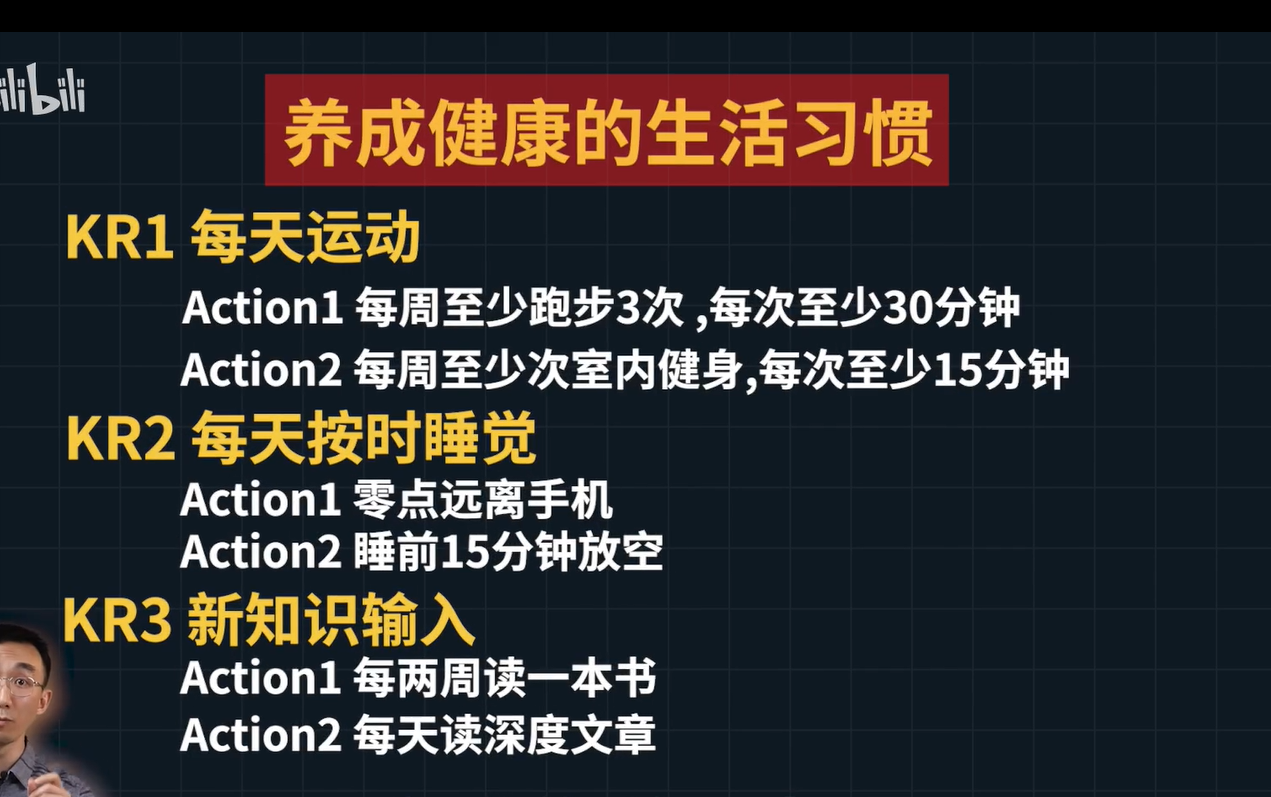 ilibili
养成健康的生活习惯
KR1 每天运动
Action1 每周至少跑步3次 ,每次至少30分钟
Action2 每周至少次室内健身,每次至少15分钟
KR2 每天按时睡觉
Action1 零点远离手机
Action2 睡前15分钟放空
KR3 新知识输入
Action1 每两周读一本书
Action2 每天读深度文章